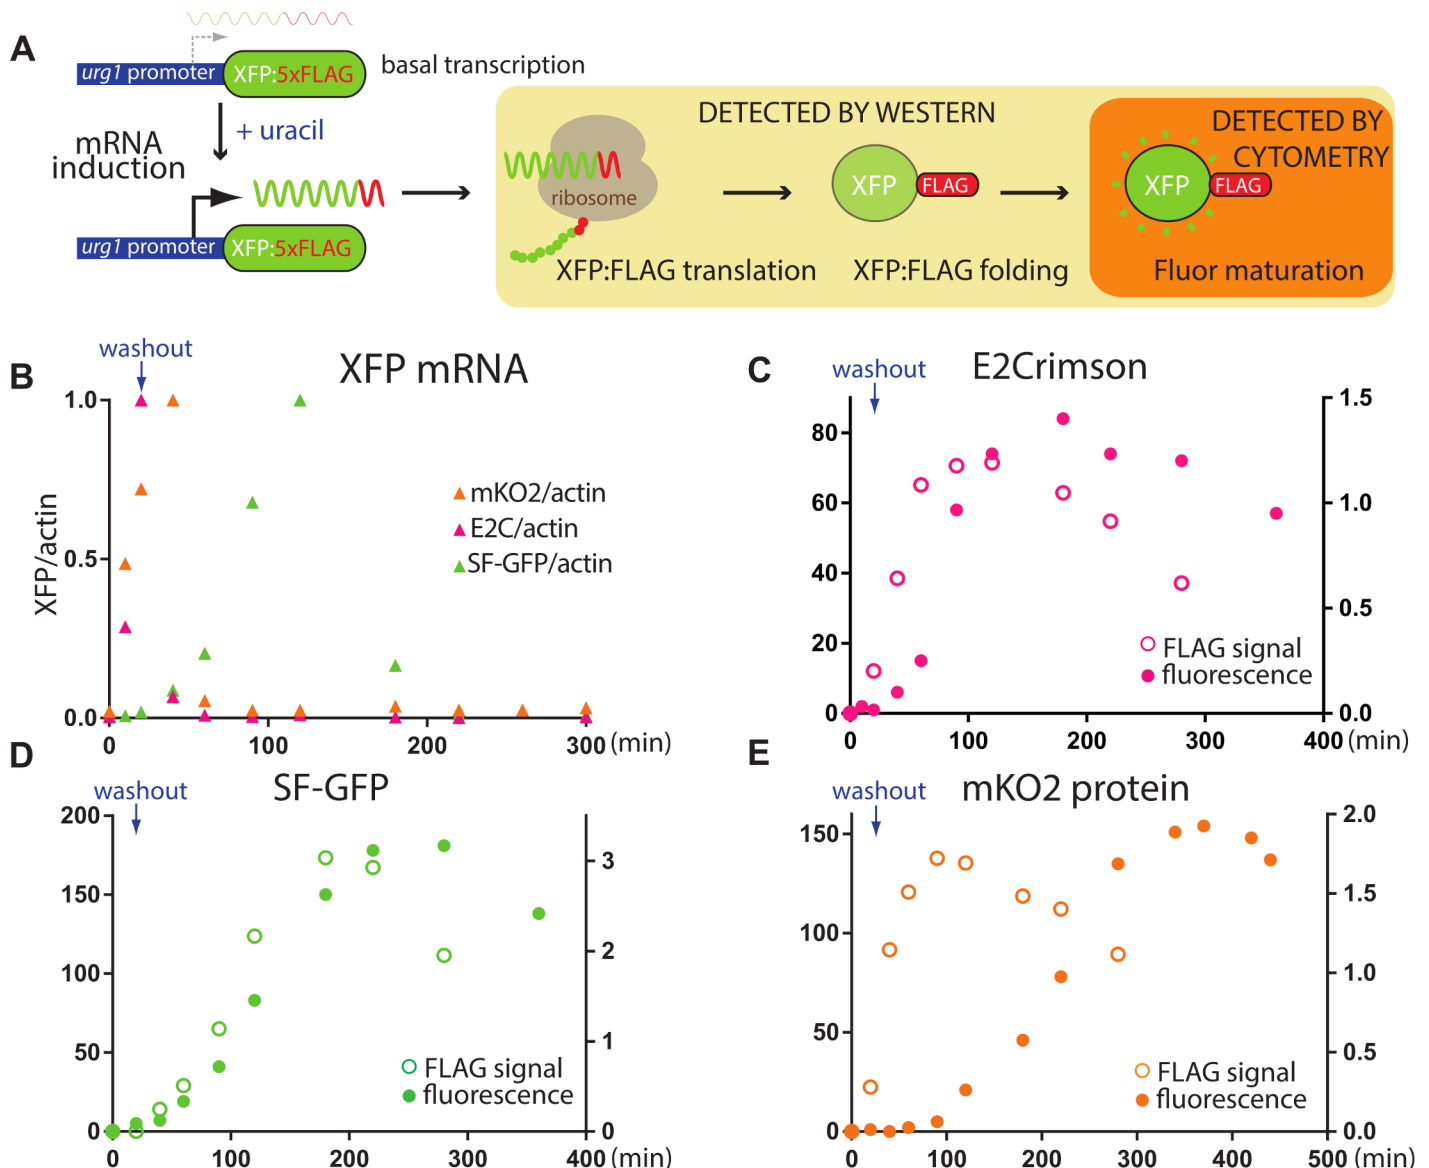 A
urg1 promoter XFP:5xFLAG basal transcription
mRNA
induction
+ uracil
urg1 promoter XFP:5xFLAG
DETECTED BY WESTERN
ribosome
XFP:FLAG translation
XFP FLAG
XFP:FLAG folding
DETECTED BY
CYTOMETRY
XFP FLAG
Fluor maturation
B
washout
XFP mRNA
XFP/actin
1.0
0.5
0.0
mKO2/actin
E2C/actin
SF-GFP/actin
0 100 200 300 (min)
C
washout
E2Crimson
80
60
40
20
0
1.5
1.0
0.5
0.0
FLAG signal
fluorescence
0 100 200 300 400 (min)
D
washout
SF-GFP
200
150
100
50
0
3
2
1
0
FLAG signal
fluorescence
0 100 200 300 400 (min)
E
washout
mKO2 protein
150
100
50
0
2.0
1.5
1.0
0.5
0.0
FLAG signal
fluorescence
0 100 200 300 400 500 (min)